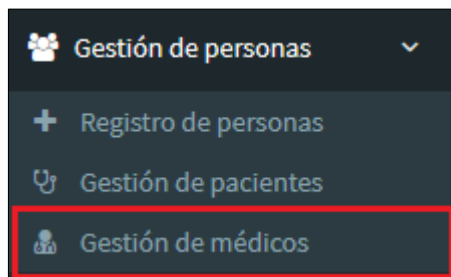 Gestión de personas
Registro de personas
Gestión de pacientes
Gestión de médicos